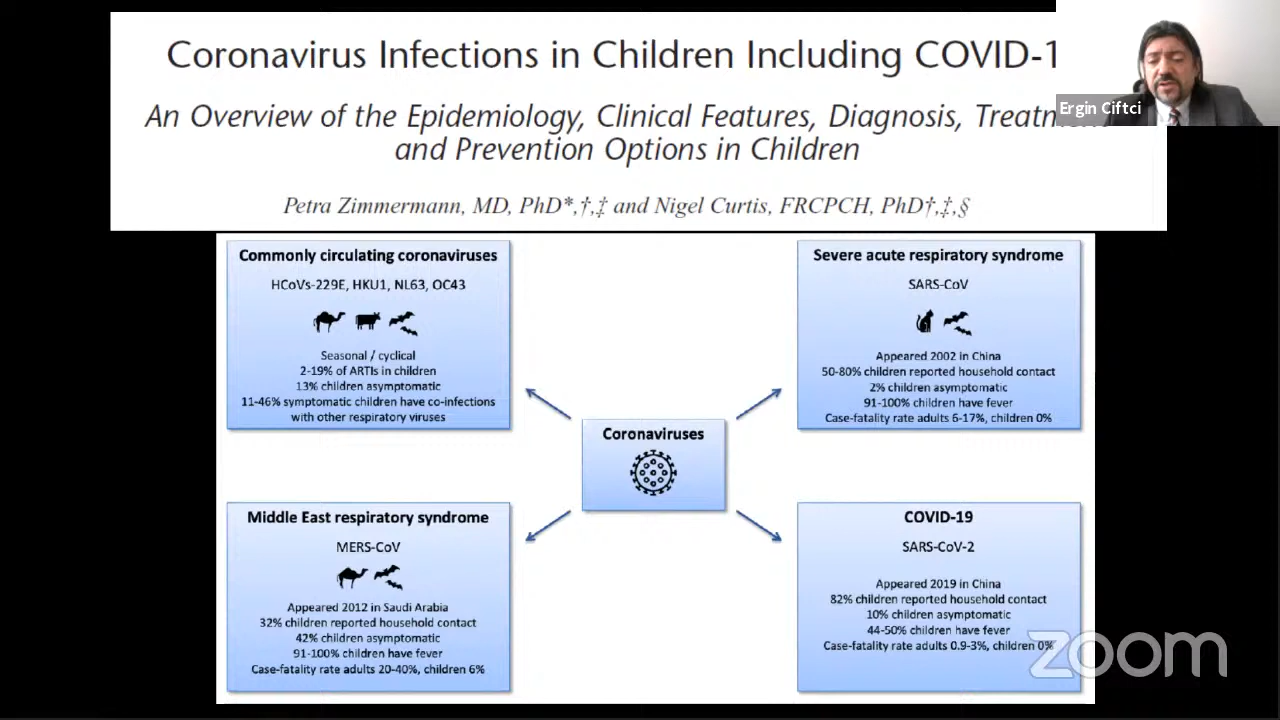 Coronavirus Infections in Children Including COVID-1
An Overview of the Epidemiology, Clinical Features, Diagnosis, Treatm
and Prevention Options in Children
Petra Zimmermann, MD, PhD*,†,‡ and Nigel Curtis, FRCPCH, PhD†,‡,§
Ergin Ciftci
Commonly circulating coronaviruses
HCoVs-229E, HKU1, NL63, OC43
Seasonal / cyclical
2-19% of ARTIs in children
13% children asymptomatic
11-46% symptomatic children have co-infections
with other respiratory viruses
Severe acute respiratory syndrome
SARS-CoV
Appeared 2002 in China
50-80% children reported household contact
2% children asymptomatic
91-100% children have fever
Case-fatality rate adults 6-17%, children 0%
Coronaviruses
Middle East respiratory syndrome
MERS-CoV
Appeared 2012 in Saudi Arabia
32% children reported household contact
42% children asymptomatic
91-100% children have fever
Case-fatality rate adults 20-40%, children 6%
COVID-19
SARS-CoV-2
Appeared 2019 in China
82% children reported household contact
10% children asymptomatic
44-50% children have fever
Case-fatality rate adults 0.9-3%, children 0%
zoom